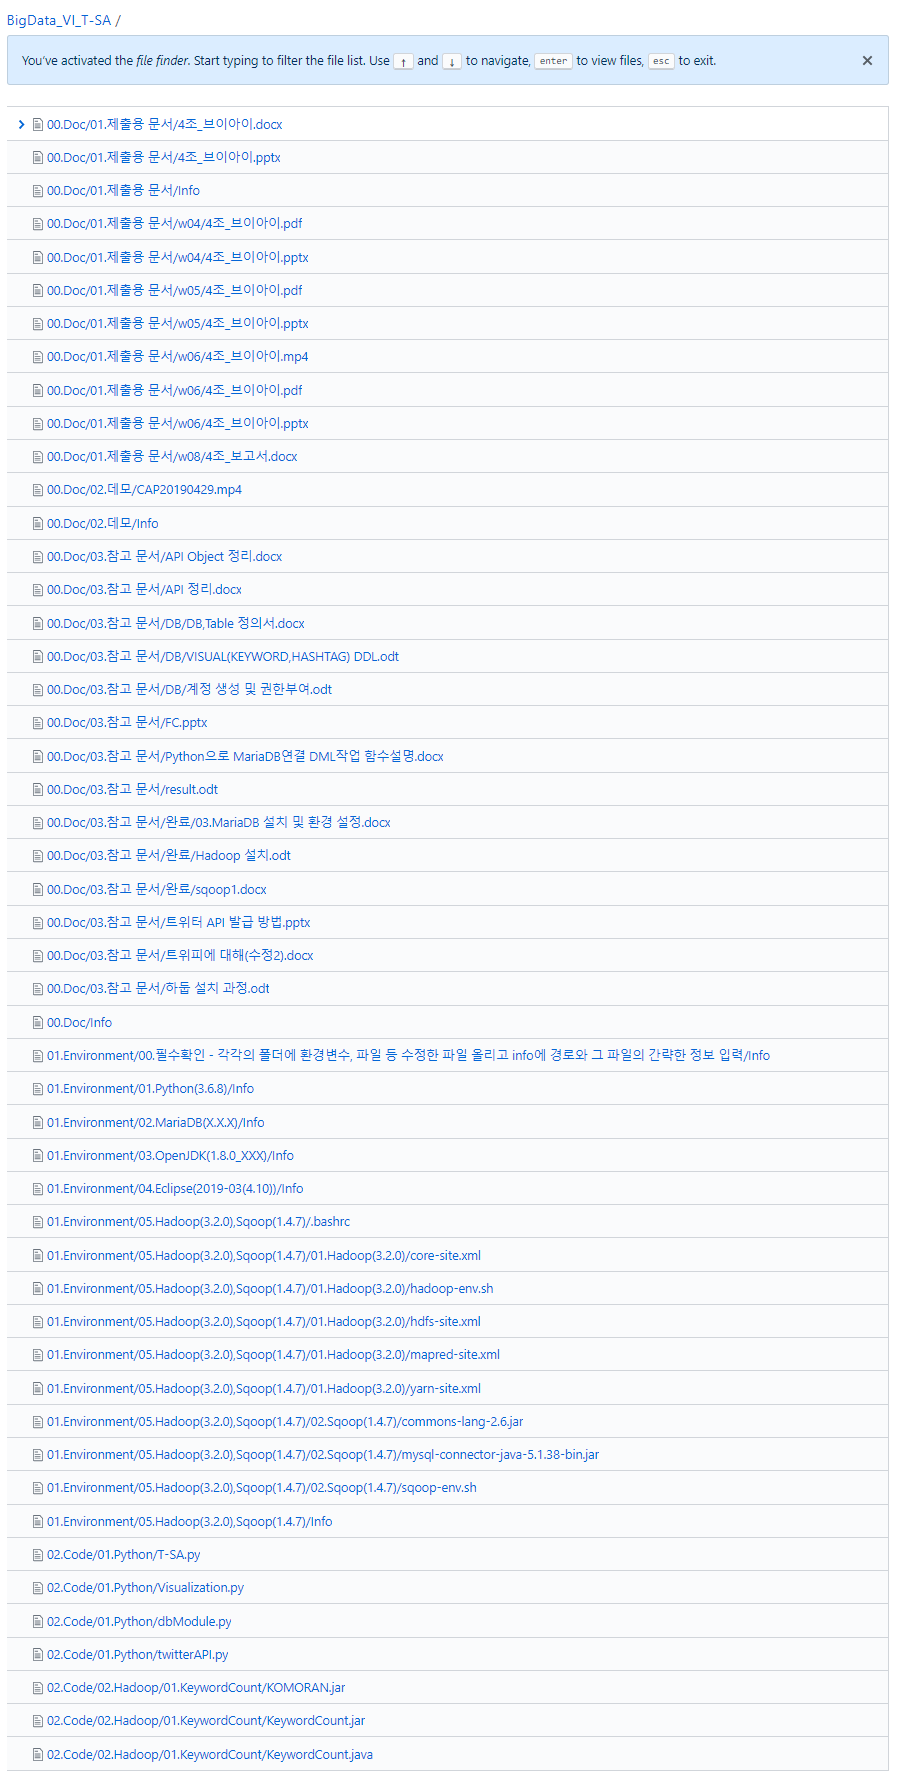 BigData_VI_T-SA /
You've activated the file finder. Start typing to filter the file list. Use ↑ and ↓ to navigate, enter to view files, esc to exit.
00.Doc/01.제출용 문서/4조_브이아이.docx
00.Doc/01.제출용 문서/4조_브이아이.pptx
00.Doc/01.제출용 문서/Info
00.Doc/01.제출용 문서/w04/4조_브이아이.pdf
00.Doc/01.제출용 문서/w04/4조_브이아이.pptx
00.Doc/01.제출용 문서/w05/4조_브이아이.pdf
00.Doc/01.제출용 문서/w05/4조_브이아이.pptx
00.Doc/01.제출용 문서/w06/4조_브이아이.mp4
00.Doc/01.제출용 문서/w06/4조_브이아이.pdf
00.Doc/01.제출용 문서/w06/4조_브이아이.pptx
00.Doc/01.제출용 문서/w08/4조_보고서.docx
00.Doc/02.데모/CAP20190429.mp4
00.Doc/02.데모/Info
00.Doc/03.참고 문서/API Object 정리.docx
00.Doc/03.참고 문서/API 정리.docx
00.Doc/03.참고 문서/DB/DB,Table 정의서.docx
00.Doc/03.참고 문서/DB/VISUAL(KEYWORD,HASHTAG) DDL.odt
00.Doc/03.참고 문서/DB/계정 생성 및 권한부여.odt
00.Doc/03.참고 문서/FC.pptx
00.Doc/03.참고 문서/Python으로 MariaDB연결 DML작업 함수설명.docx
00.Doc/03.참고 문서/result.odt
00.Doc/03.참고 문서/완료/03.MariaDB 설치 및 환경 설정.docx
00.Doc/03.참고 문서/완료/Hadoop 설치.odt
00.Doc/03.참고 문서/완료/sqoop1.docx
00.Doc/03.참고 문서/트위터 API 발급 방법.pptx
00.Doc/03.참고 문서/트위피에 대해(수정2).docx
00.Doc/03.참고 문서/하둡 설치 과정.odt
00.Doc/Info
01.Environment/00.필수확인 - 각각의 폴더에 환경변수, 파일 등 수정한 파일 올리고 info에 경로와 그 파일의 간략한 정보 입력/Info
01.Environment/01.Python(3.6.8)/Info
01.Environment/02.MariaDB(X.X.X)/Info
01.Environment/03.OpenJDK(1.8.0_XXX)/Info
01.Environment/04.Eclipse(2019-03(4.10))/Info
01.Environment/05.Hadoop(3.2.0),Sqoop(1.4.7)/.bashrc
01.Environment/05.Hadoop(3.2.0),Sqoop(1.4.7)/01.Hadoop(3.2.0)/core-site.xml
01.Environment/05.Hadoop(3.2.0),Sqoop(1.4.7)/01.Hadoop(3.2.0)/hadoop-env.sh
01.Environment/05.Hadoop(3.2.0),Sqoop(1.4.7)/01.Hadoop(3.2.0)/hdfs-site.xml
01.Environment/05.Hadoop(3.2.0),Sqoop(1.4.7)/01.Hadoop(3.2.0)/mapred-site.xml
01.Environment/05.Hadoop(3.2.0),Sqoop(1.4.7)/01.Hadoop(3.2.0)/yarn-site.xml
01.Environment/05.Hadoop(3.2.0),Sqoop(1.4.7)/02.Sqoop(1.4.7)/commons-lang-2.6.jar
01.Environment/05.Hadoop(3.2.0),Sqoop(1.4.7)/02.Sqoop(1.4.7)/mysql-connector-java-5.1.38-bin.jar
01.Environment/05.Hadoop(3.2.0),Sqoop(1.4.7)/02.Sqoop(1.4.7)/sqoop-env.sh
01.Environment/05.Hadoop(3.2.0),Sqoop(1.4.7)/Info
02.Code/01.Python/T-SA.py
02.Code/01.Python/Visualization.py
02.Code/01.Python/dbModule.py
02.Code/01.Python/twitterAPI.py
02.Code/02.Hadoop/01.KeywordCount/KOMORAN.jar
02.Code/02.Hadoop/01.KeywordCount/KeywordCount.jar
02.Code/02.Hadoop/01.KeywordCount/KeywordCount.java